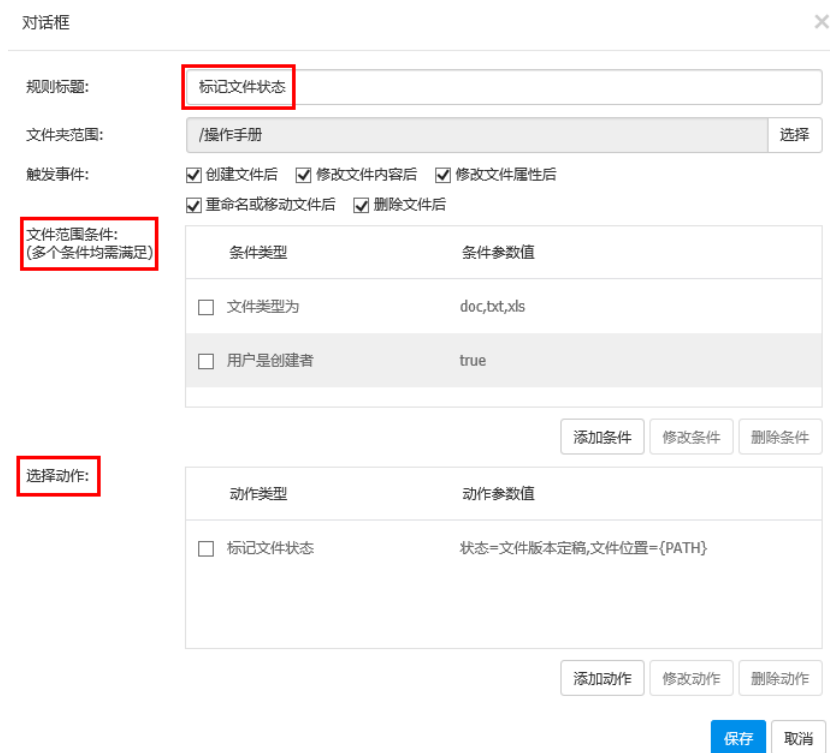 对话框
规则标题: 标记文件状态
文件夹范围: /操作手册 选择
触发事件: 创建文件后 修改文件内容后 修改文件属性后
重命名或移动文件后 删除文件后
文件范围条件:
(多个条件均需满足)
条件类型 条件参数值
文件类型为 doc,txt,xls
用户是创建者 true
添加条件 修改条件 删除条件
选择动作:
动作类型 动作参数值
标记文件状态 状态=文件版本定稿,文件位置={PATH}
添加动作 修改动作 删除动作
保存 取消